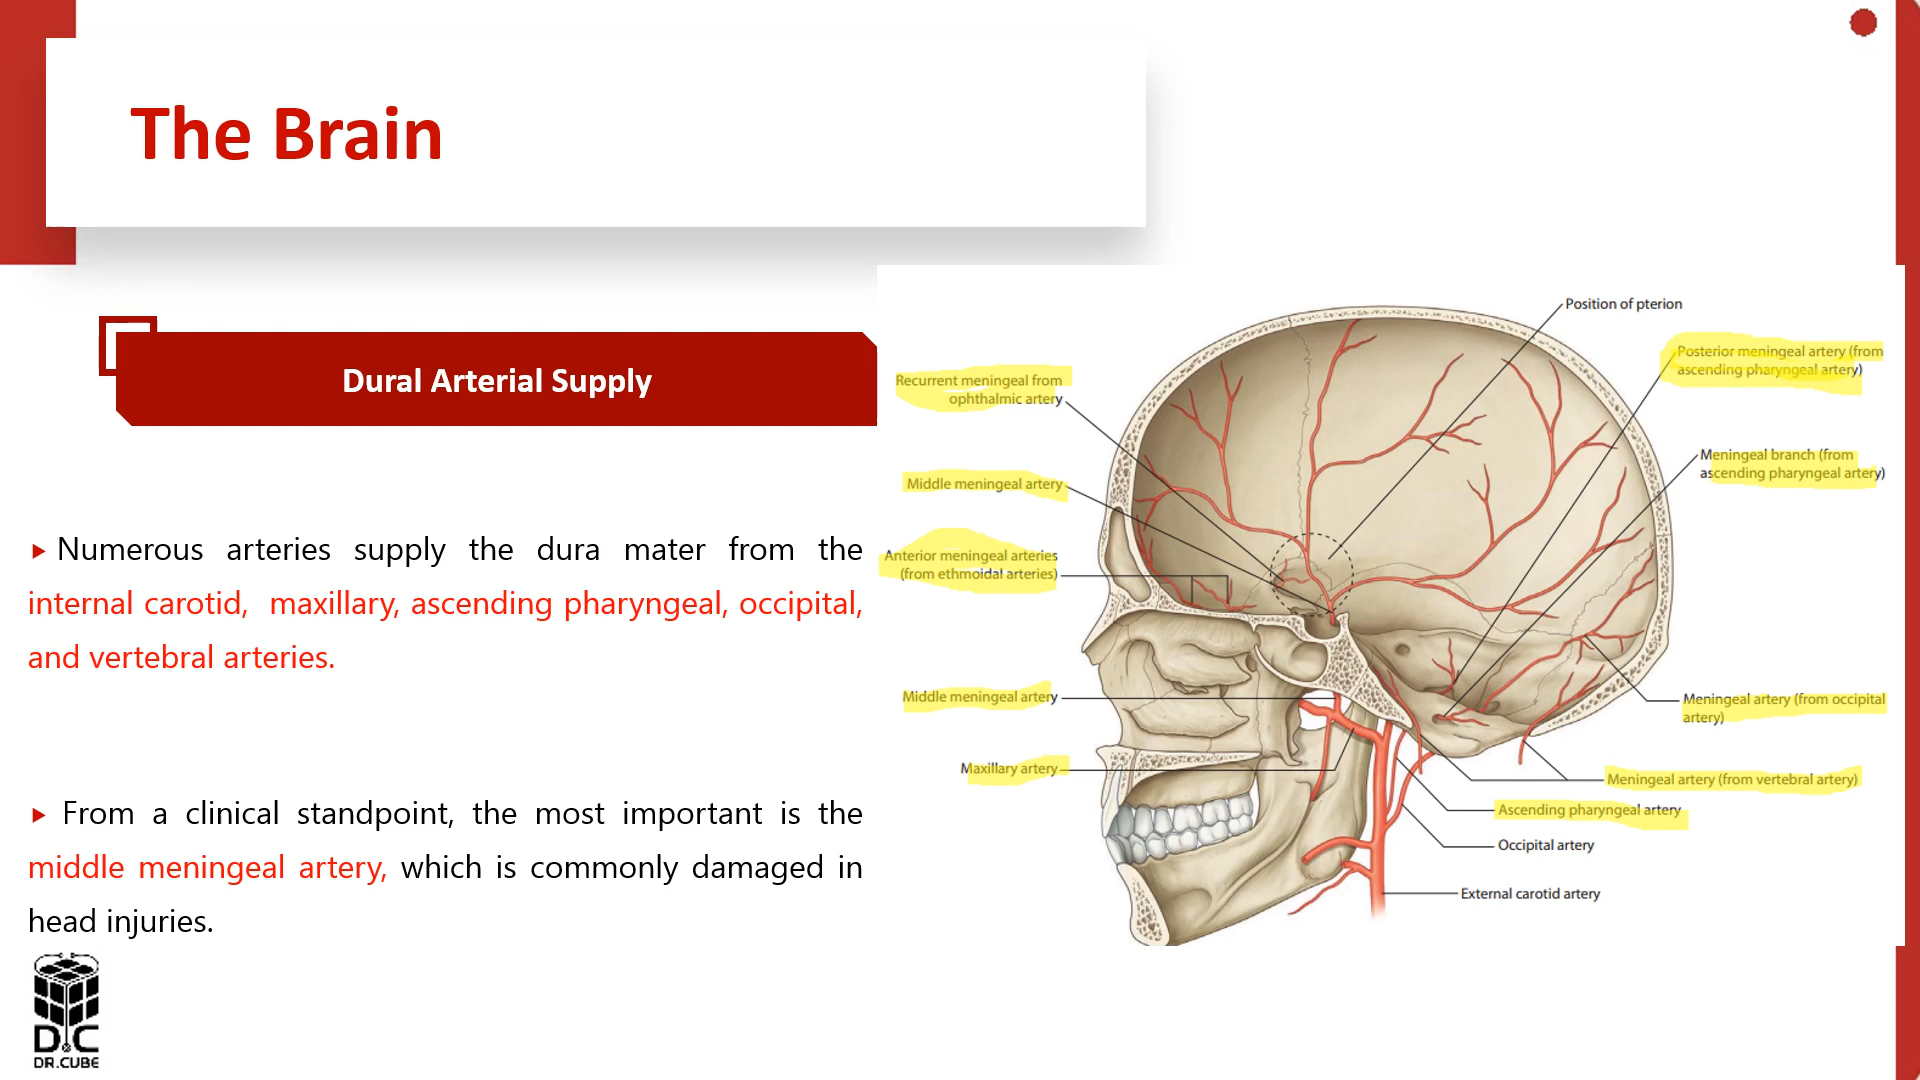 The Brain
Dural Arterial Supply
Numerous arteries supply the dura mater from the
internal carotid, maxillary, ascending pharyngeal, occipital,
and vertebral arteries.
From a clinical standpoint, the most important is the
middle meningeal artery, which is commonly damaged in
head injuries.
D.C
DR.CUBE
Position of pterion
Recurrent meningeal from
ophthalmic artery
Middle meningeal artery
Anterior meningeal arteries
(from ethmoidal arteries)
Middle meningeal artery
Maxillary artery
Posterior meningeal artery (from
ascending pharyngeal artery)
Meningeal branch (from
ascending pharyngeal artery)
Meningeal artery (from occipital
artery)
Meningeal artery (from vertebral artery)
Ascending pharyngeal artery
Occipital artery
External carotid artery